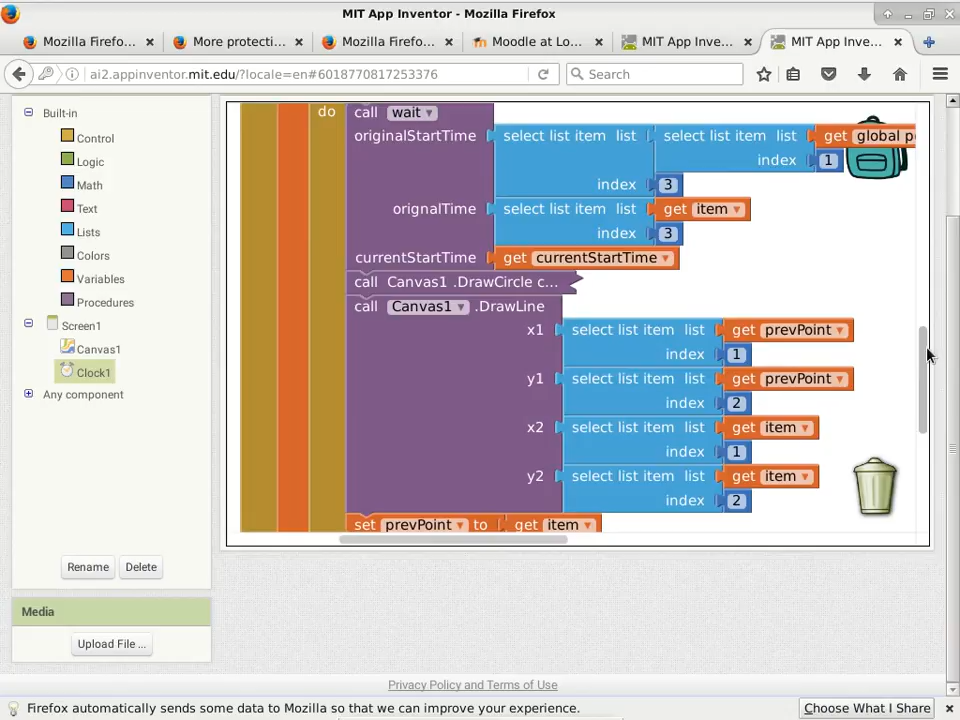 MIT App Inventor - Mozilla Firefox
Mozilla Firefo...
More protecti...
Mozilla Firefo...
Moodle at Lo...
MIT App Inve...
MIT App Inve...
ai2.appinventor.mit.edu/?locale=en#6018770817253376
Search
Built-in
Control
Logic
Math
Text
Lists
Colors
Variables
Procedures
Screen1
Canvas1
Clock1
Any component
Rename
Delete
Media
Upload File ...
do
call wait
originalStartTime select list item list select list item list get global p
index 1
index 3
orignalTime select list item list get item
index 3
currentStartTime get currentStartTime
call Canvas1 .DrawCircle c...
call Canvas1 .DrawLine
x1 select list item list get prevPoint
index 1
y1 select list item list get prevPoint
index 2
x2 select list item list get item
index 1
y2 select list item list get item
index 2
set prevPoint to get item
Privacy Policy and Terms of Use
Firefox automatically sends some data to Mozilla so that we can improve your experience.
Choose What I Share